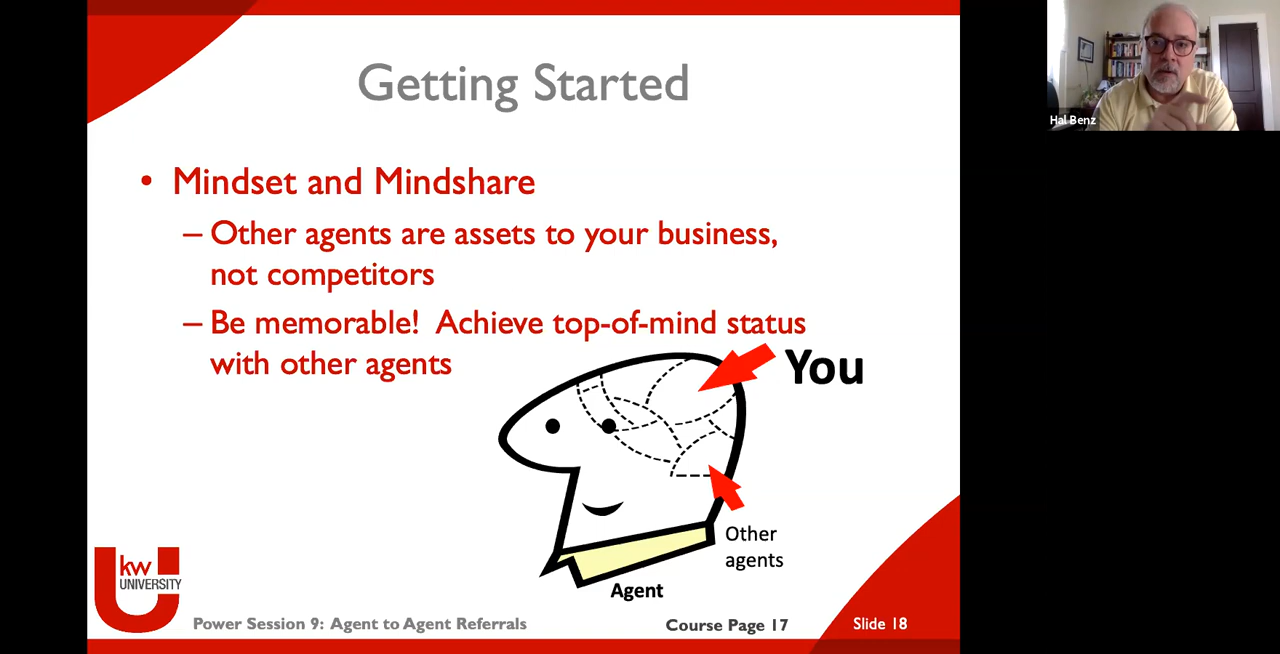 Getting Started
Hal Benz
• Mindset and Mindshare
– Other agents are assets to your business,
not competitors
– Be memorable! Achieve top-of-mind status
with other agents
You
Other
agents
Agent
kw
UNIVERSITY
Power Session 9: Agent to Agent Referrals
Course Page 17
Slide 18